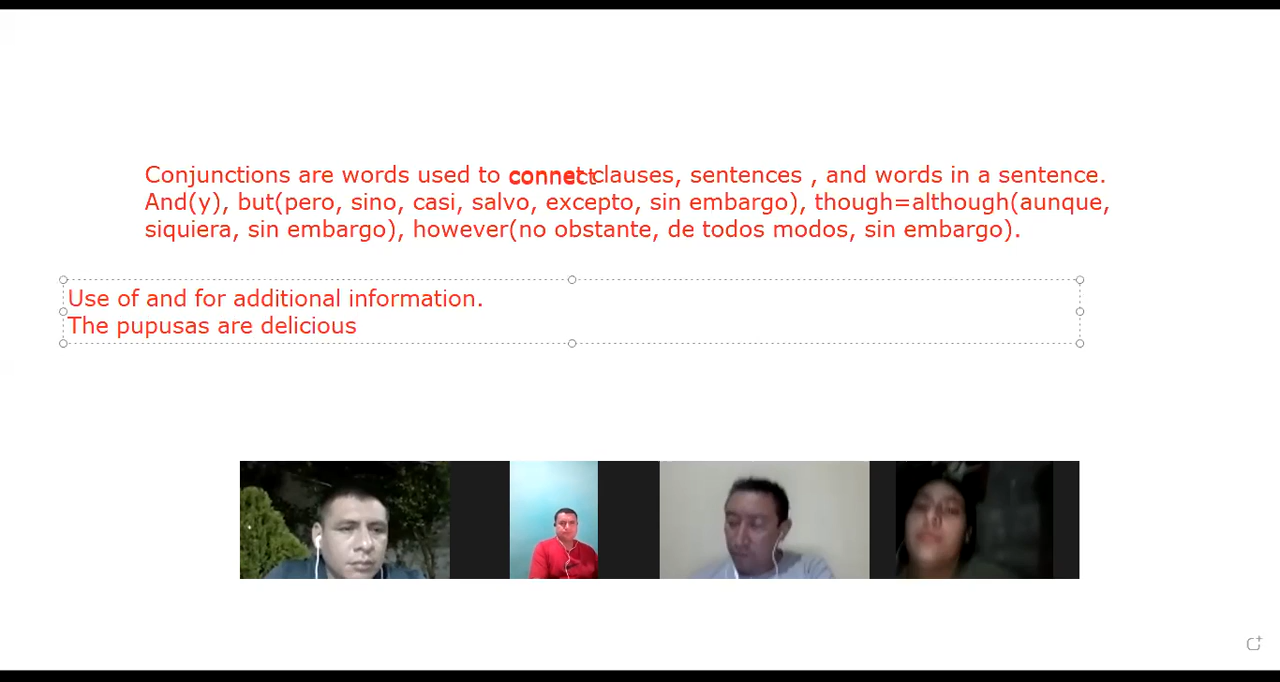 Conjunctions are words used to connect clauses, sentences , and words in a sentence.
And(y), but(pero, sino, casi, salvo, excepto, sin embargo), though=although(aunque,
siquiera, sin embargo), however(no obstante, de todos modos, sin embargo).
Use of and for additional information.
The pupusas are delicious